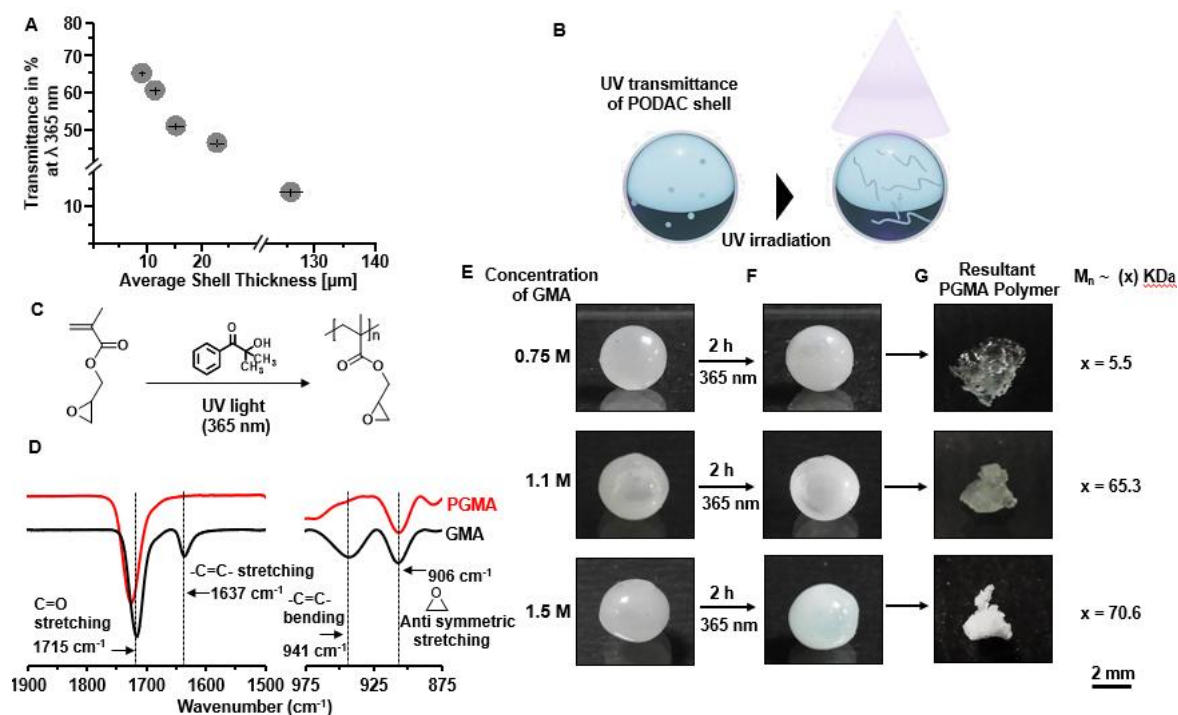 A
Transmittance in %
at λ 365 nm
80
70
60
50
10
10
20
130
140
Average Shell Thickness [µm]
B
UV transmittance
of PODAC shell
UV irradiation
C
O
O
O
O
OH
CH₃
CH₃
UV light
(365 nm)
n
O
O
O
D
PGMA
GMA
-C=C- stretching
1637 cm⁻¹
C=O
stretching
1715 cm⁻¹
-C=C-
bending
941 cm⁻¹
906 cm⁻¹
O
Anti symmetric
stretching
1900
1800
1700
1600
1500
975
925
875
Wavenumber (cm⁻¹)
E
Concentration
of GMA
F
G
Resultant
PGMA Polymer
Mₙ ~ (x) KDa
0.75 M
2 h
365 nm
x = 5.5
1.1 M
2 h
365 nm
x = 65.3
1.5 M
2 h
365 nm
x = 70.6
2 mm